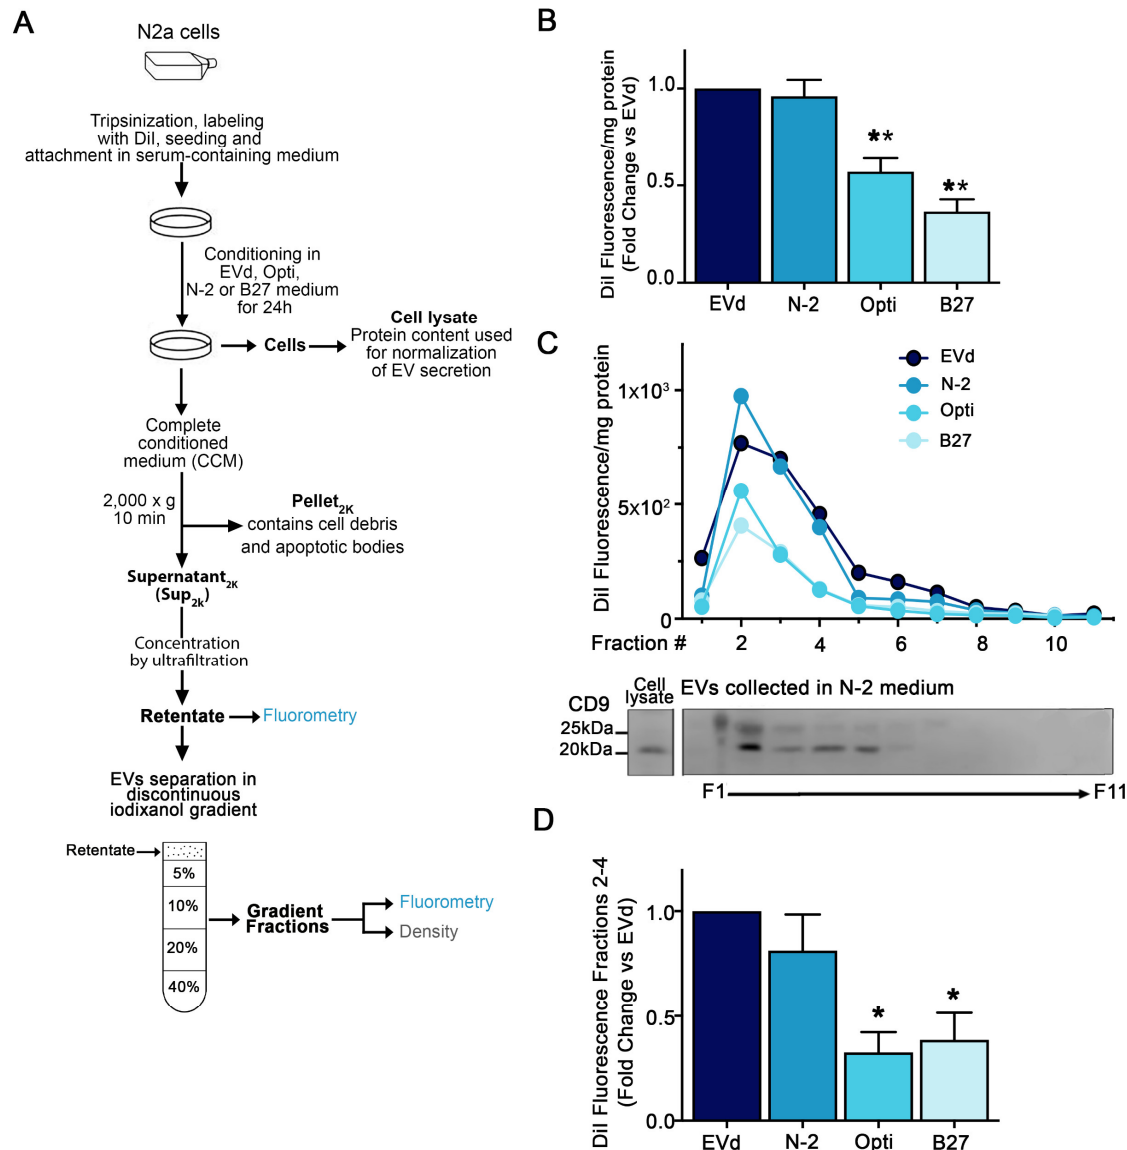 A
N2a cells
Tripsinization, labeling
with DiI, seeding and
attachment in serum-containing medium
Conditioning in
EVd, Opti,
N-2 or B27 medium
for 24h
Cells
Cell lysate
Protein content used
for normalization
of EV secretion
Complete
conditioned
medium (CCM)
2,000 x g
10 min
Pellet2K
contains cell debris
and apoptotic bodies
Supernatant2K
(Sup2k)
Concentration
by ultrafiltration
Retentate
Fluorometry
EVs separation in
discontinuous
iodixanol gradient
Retentate
5%
10%
20%
40%
Gradient
Fractions
Fluorometry
Density
B
DiI Fluorescence/mg protein
(Fold Change vs EVd)
1.0
0.5
0.0
**
**
EVd
N-2
Opti
B27
C
DiI Fluorescence/mg protein
1x10³
5x10²
0
EVd
N-2
Opti
B27
Fraction #
2
4
6
8
10
Cell
lysate
EVs collected in N-2 medium
CD9
25kDa
20kDa
F1
F11
D
DiI Fluorescence Fractions 2-4
(Fold Change vs EVd)
1.0
0.5
0.0
*
*
EVd
N-2
Opti
B27